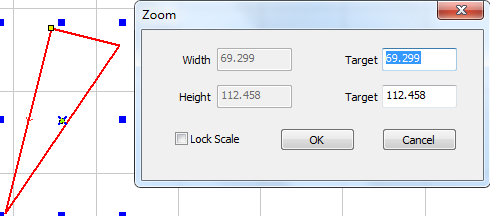 Zoom
Width 69.299 Target 69.299
Height 112.458 Target 112.458
Lock Scale OK Cancel